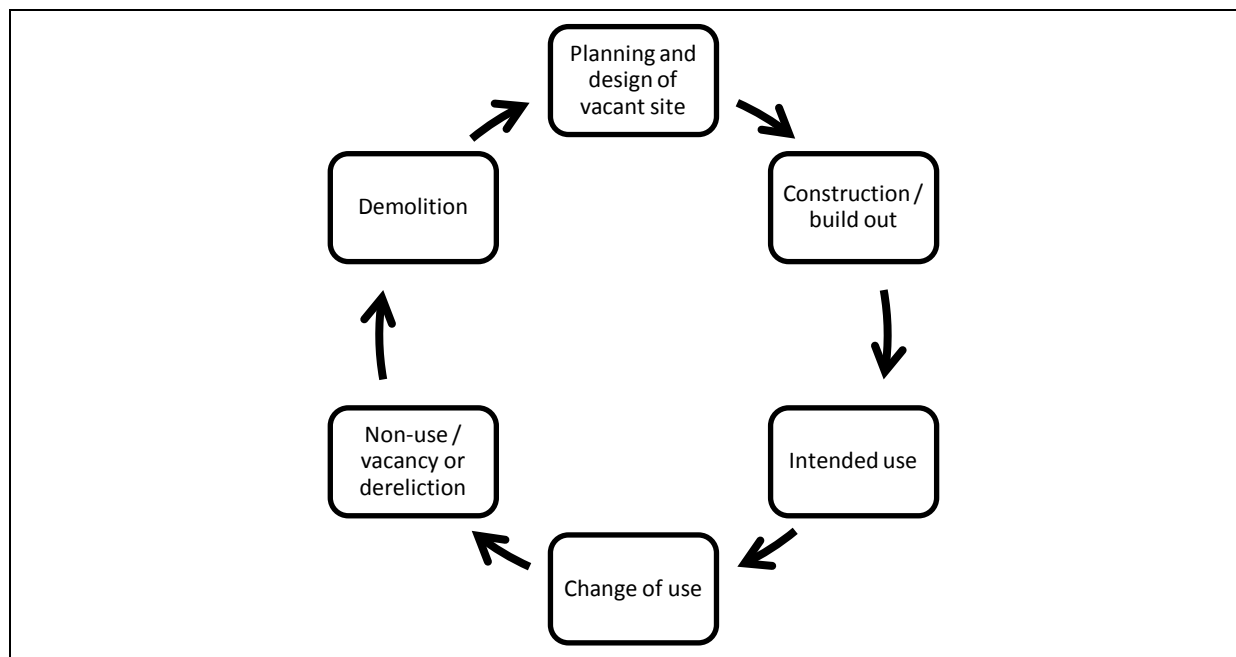 Planning and
design of
vacant site
Construction /
build out
Intended use
Change of use
Non-use /
vacancy or
dereliction
Demolition